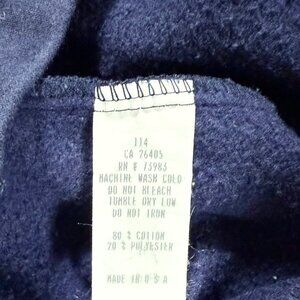 114
CA 26405
RN # 73983
MACHINE WASH COLD
DO NOT BLEACH
TUMBLE DRY LOW
DO NOT IRON
80 % COTTON
20 % POLYESTER
MADE IN U S A